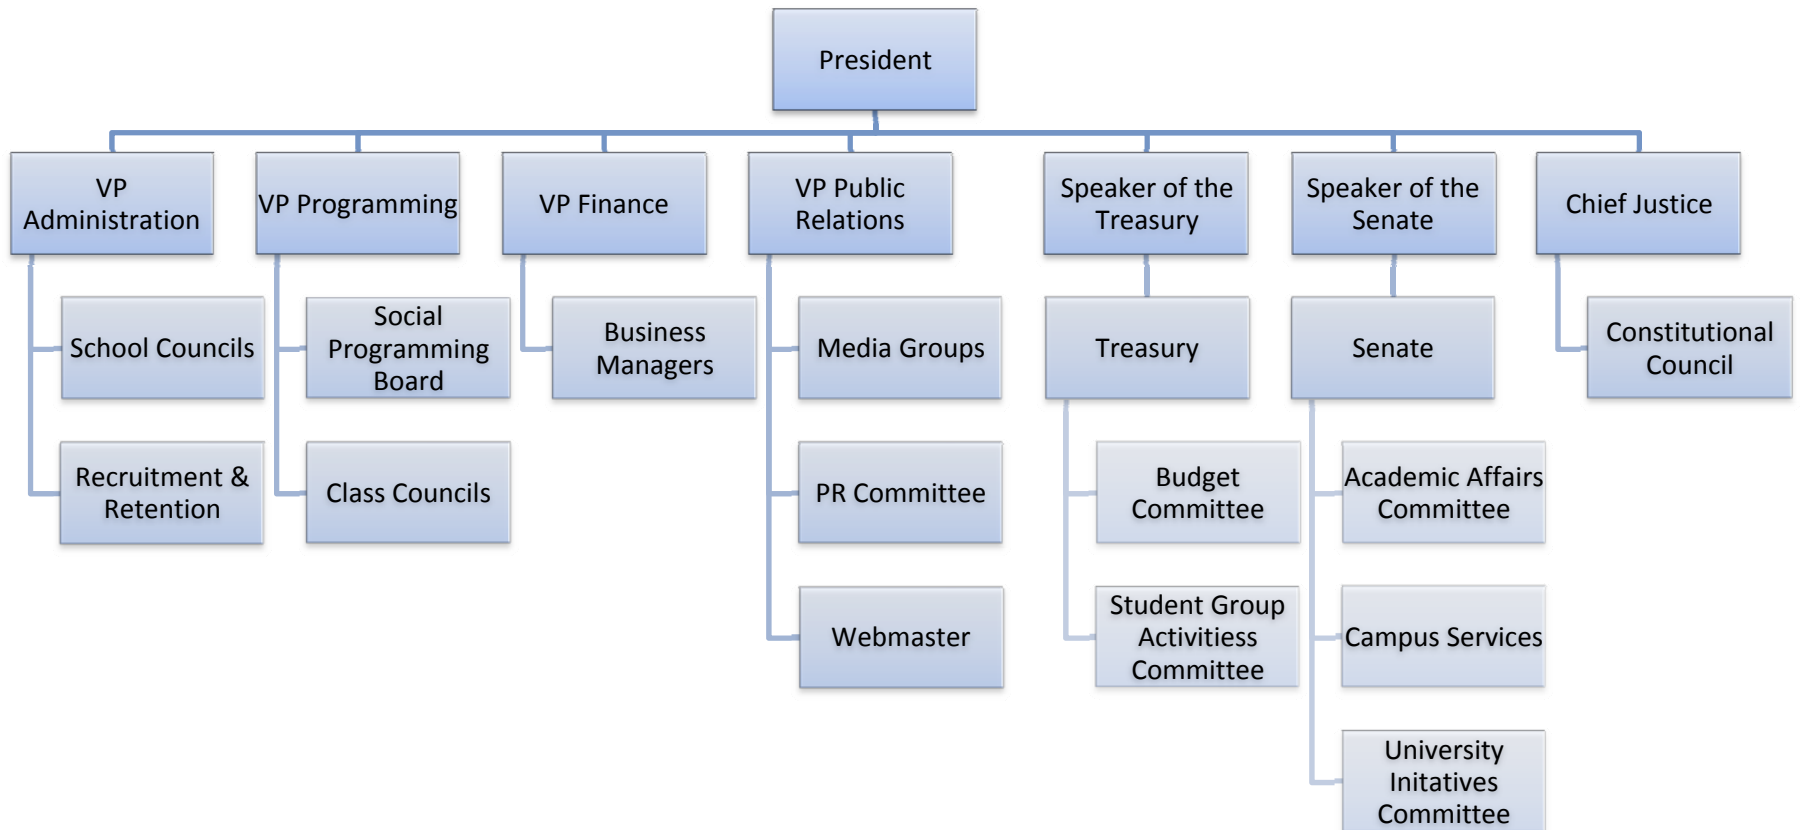 President
VP
Administration
VP Programming
VP Finance
VP Public
Relations
Speaker of the
Treasury
Speaker of the
Senate
Chief Justice
School Councils
Social
Programming
Board
Business
Managers
Media Groups
Treasury
Senate
Constitutional
Council
Recruitment &
Retention
Class Councils
PR Committee
Budget
Committee
Academic Affairs
Committee
Webmaster
Student Group
Activitiess
Committee
Campus Services
University
Initatives
Committee